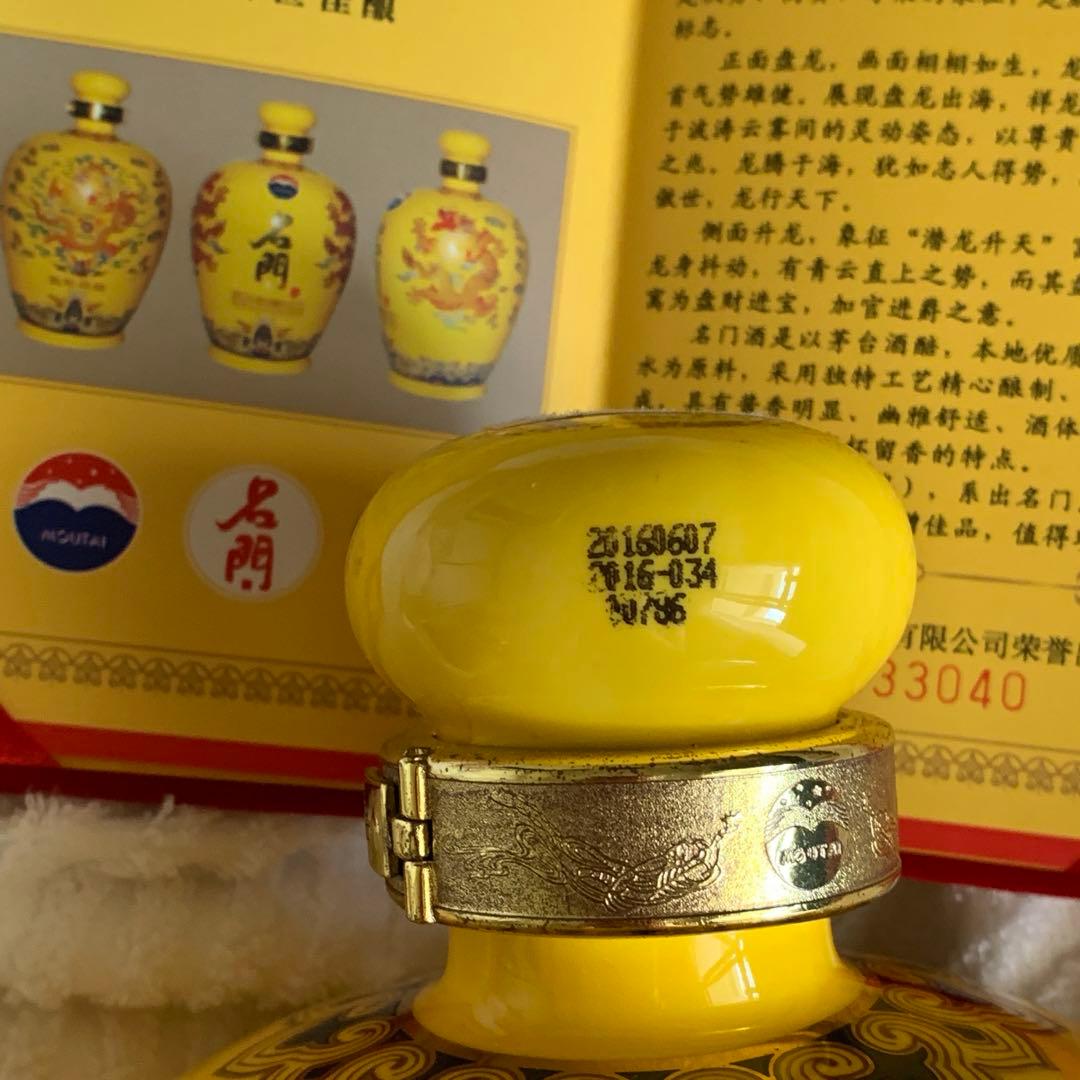 佳酿
标志。
正面盘龙，画面栩栩如生，龙
首气势雄健，展现盘龙出海，祥龙
于波涛云雾间的灵动姿态，以尊贵
之兆，龙腾于海，犹如志人得势，
傲世，龙行天下。
侧面升龙，象征“潜龙升天”
龙身抖动，有青云直上之势，而其盘
寓为盘财进宝，加官进爵之意。
名门酒是以茅台酒醅，本地优质
水为原料，采用独特工艺精心酿制、
具有酱香明显、幽雅舒适、酒体
杯留香的特点。
），系出名门
佳品，值得
有限公司荣誉
33040
名門
MOUTAI
名門
20160607
2016-034
MOUTAI